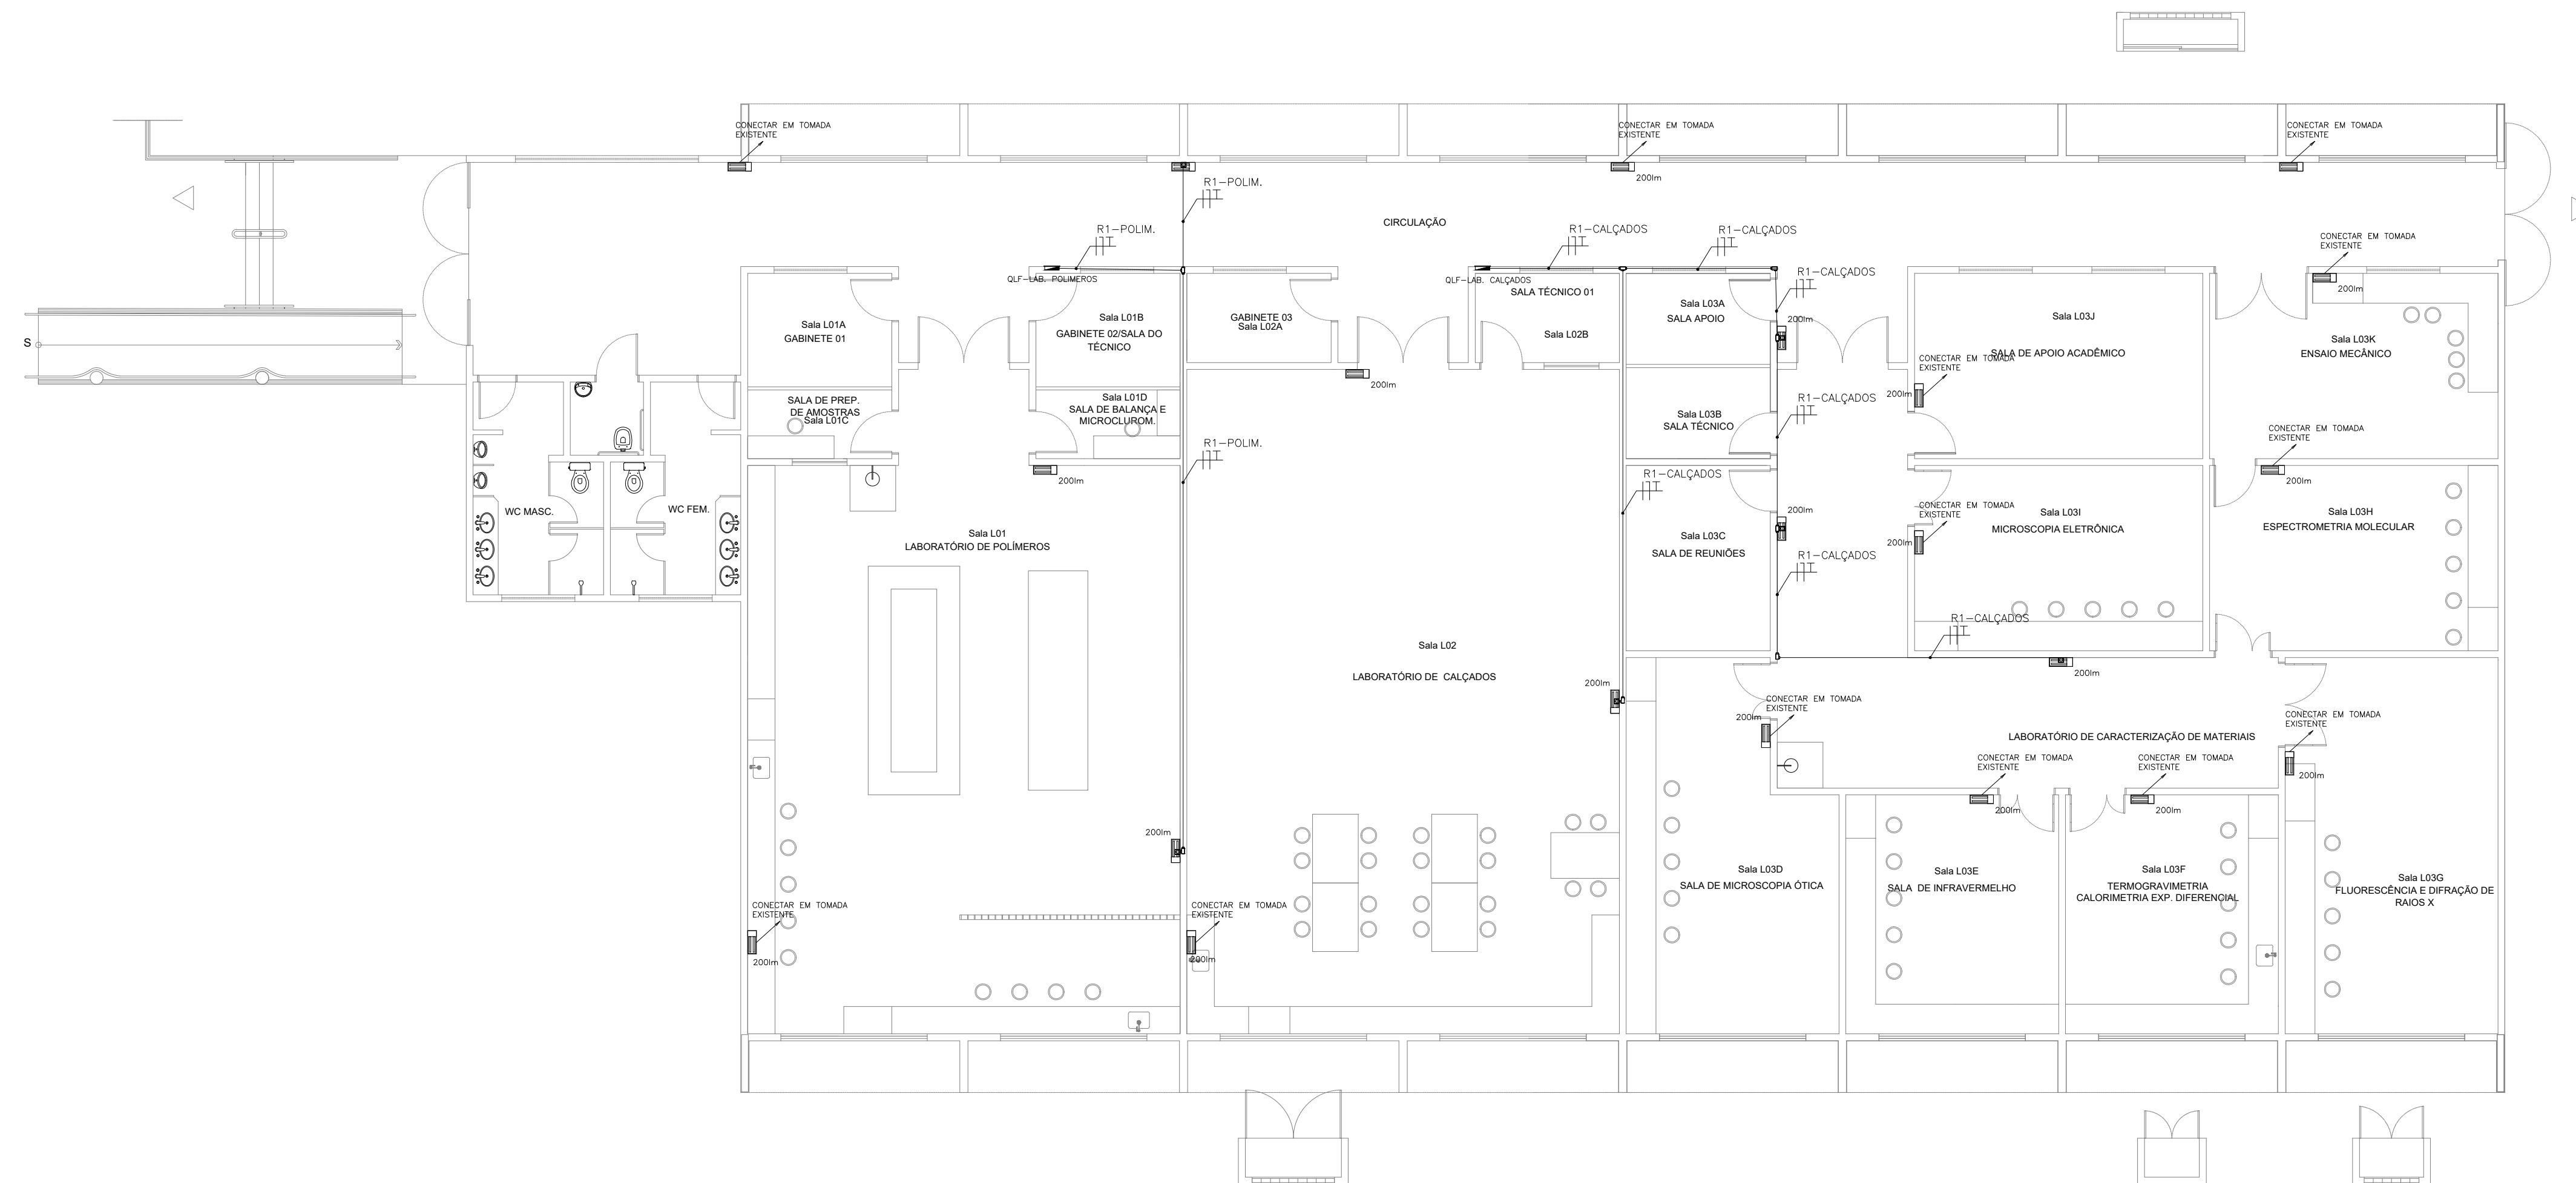 CONECTAR EM TOMADA
EXISTENTE
CONECTAR EM TOMADA
EXISTENTE
CONECTAR EM TOMADA
EXISTENTE
200lm
R1-POLIM.
CIRCULAÇÃO
R1-POLIM.
R1-CALÇADOS
R1-CALÇADOS
CONECTAR EM TOMADA
EXISTENTE
QLF-LAB. POLIMEROS
QLF-LAB. CALÇADOS
R1-CALÇADOS
200lm
SALA TÉCNICO 01
Sala L02B
Sala L01A
GABINETE 01
Sala L01B
GABINETE 02/SALA DO
TÉCNICO
GABINETE 03
Sala L02A
Sala L03A
SALA APOIO
200lm
Sala L03J
SALA DE APOIO ACADÊMICO
CONECTAR EM TOMADA
EXISTENTE
200lm
Sala L03K
ENSAIO MECÂNICO
S
SALA DE PREP.
DE AMOSTRAS
Sala L01C
Sala L01D
SALA DE BALANÇA E
MICROCLUROM.
200lm
200lm
Sala L03B
SALA TÉCNICO
R1-CALÇADOS
CONECTAR EM TOMADA
EXISTENTE
200lm
R1-POLIM.
R1-CALÇADOS
WC MASC.
WC FEM.
Sala L01
LABORATÓRIO DE POLÍMEROS
Sala L03C
SALA DE REUNIÕES
200lm
R1-CALÇADOS
CONECTAR EM TOMADA
EXISTENTE
200lm
Sala L03I
MICROSCOPIA ELETRÔNICA
Sala L03H
ESPECTROMETRIA MOLECULAR
R1-CALÇADOS
200lm
Sala L02
LABORATÓRIO DE CALÇADOS
200lm
CONECTAR EM TOMADA
EXISTENTE
200lm
LABORATÓRIO DE CARACTERIZAÇÃO DE MATERIAIS
CONECTAR EM TOMADA
EXISTENTE
200lm
CONECTAR EM TOMADA
EXISTENTE
200lm
CONECTAR EM TOMADA
EXISTENTE
200lm
200lm
Sala L03D
SALA DE MICROSCOPIA ÓTICA
Sala L03E
SALA DE INFRAVERMELHO
Sala L03F
TERMOGRAVIMETRIA
CALORIMETRIA EXP. DIFERENCIAL
Sala L03G
FLUORESCÊNCIA E DIFRAÇÃO DE
RAIOS X
CONECTAR EM TOMADA
EXISTENTE
200lm
CONECTAR EM TOMADA
EXISTENTE
200lm